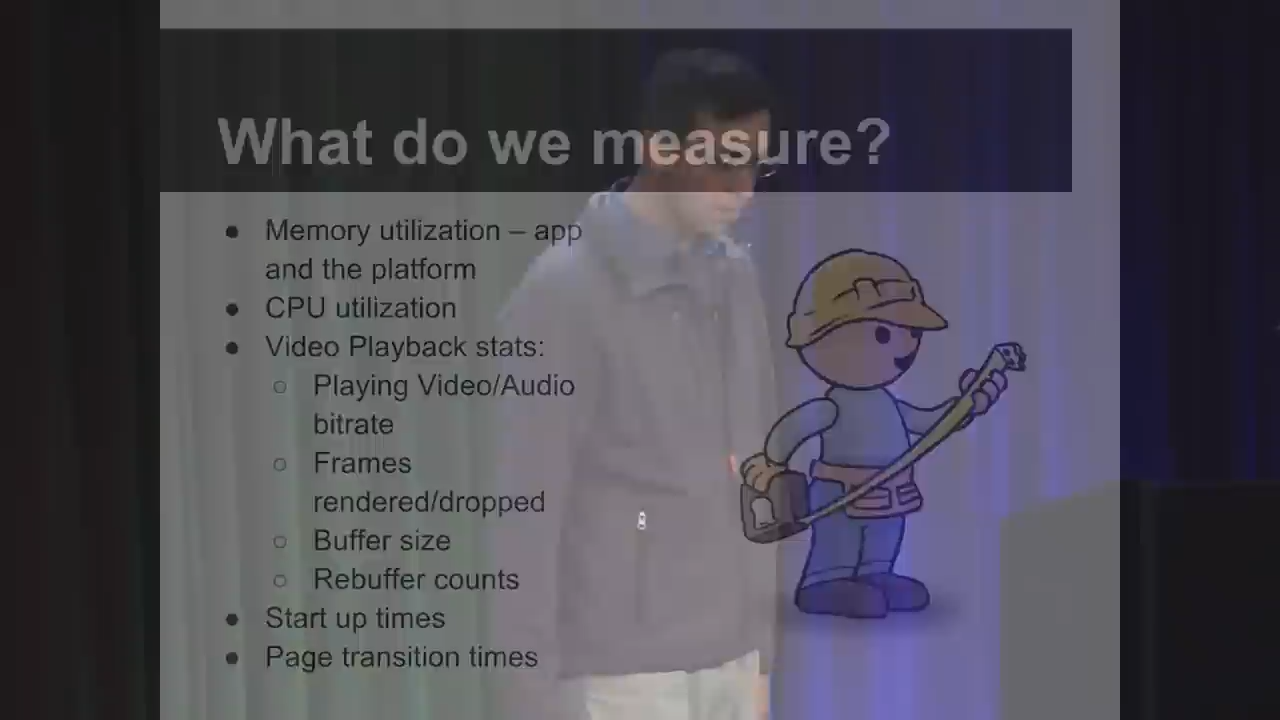 What do we measure?
● Memory utilization – app
and the platform
● CPU utilization
● Video Playback stats:
○ Playing Video/Audio
bitrate
○ Frames
rendered/dropped
○ Buffer size
○ Rebuffer counts
● Start up times
● Page transition times